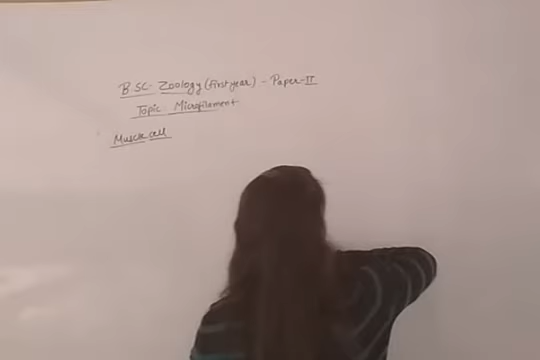 B.SC. Zoology (First year) - Paper-II
Topic Microfilament
Muscle cell